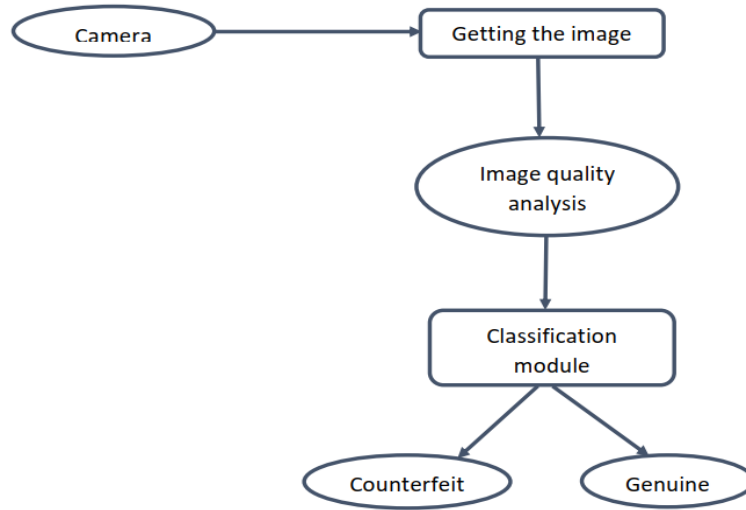 Camera
Getting the image
Image quality
analysis
Classification
module
Counterfeit
Genuine